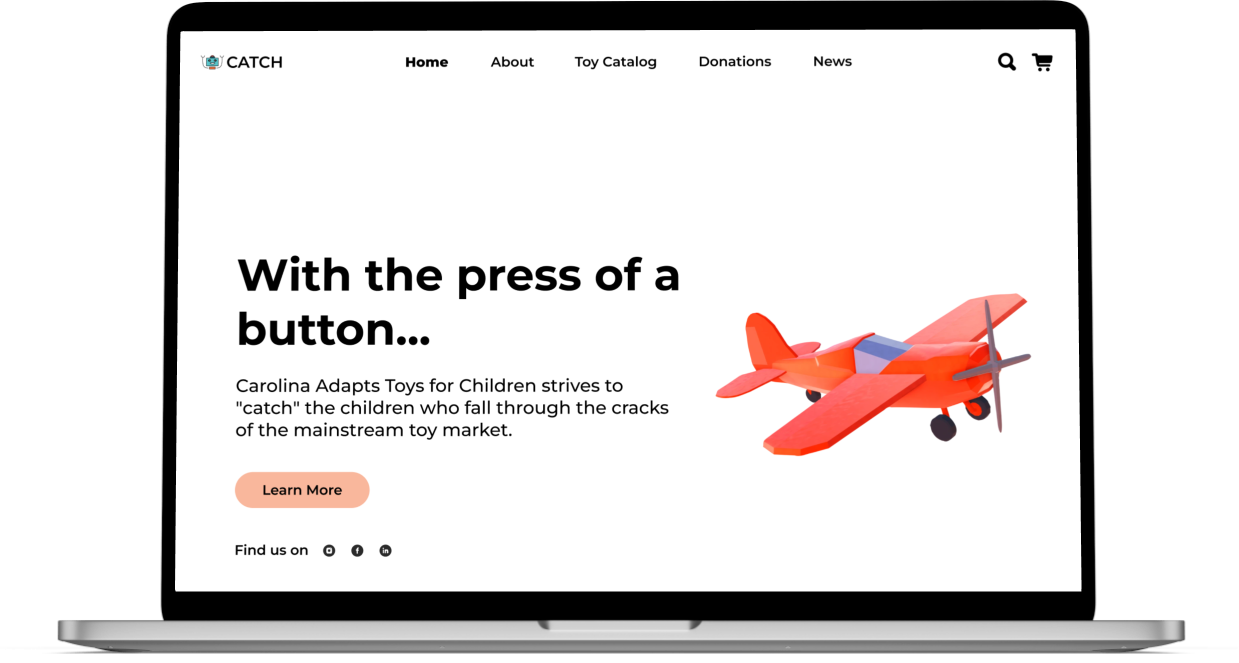 CATCH
Home
About
Toy Catalog
Donations
News
With the press of a
button...
Carolina Adapts Toys for Children strives to
"catch" the children who fall through the cracks
of the mainstream toy market.
Learn More
Find us on